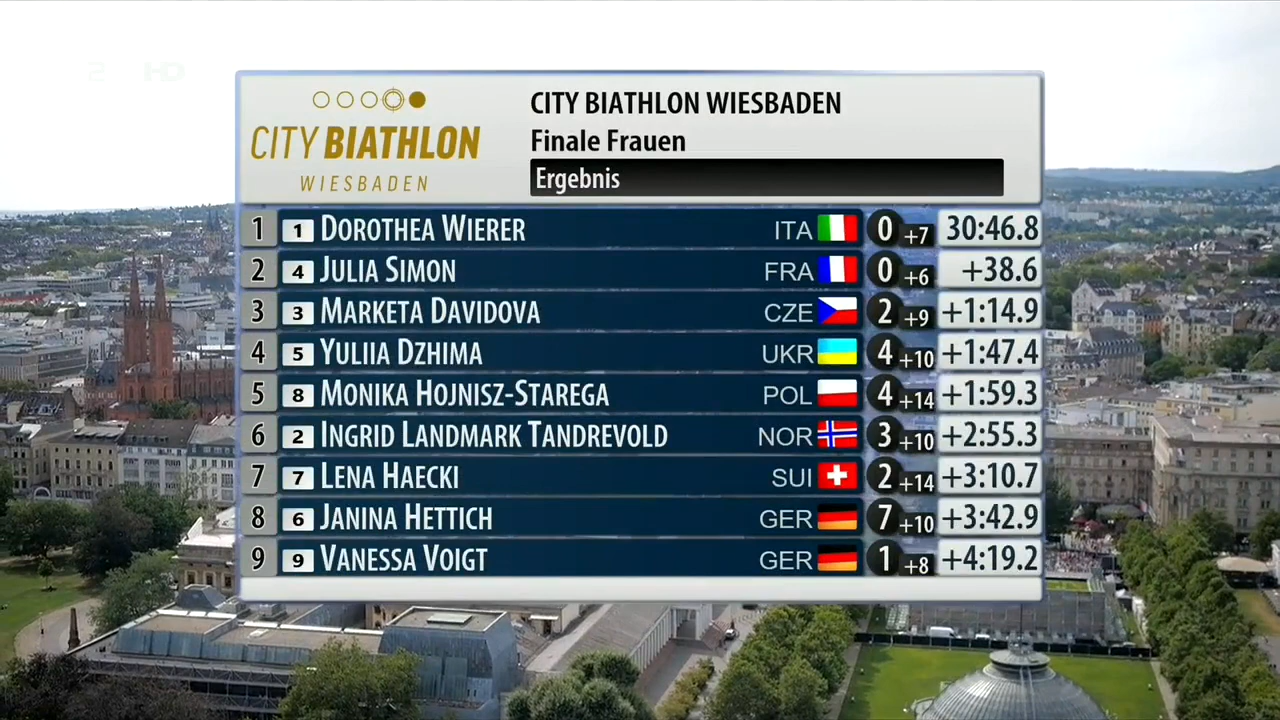 2 HD
CITY BIATHLON
WIESBADEN
CITY BIATHLON WIESBADEN
Finale Frauen
Ergebnis
1 1 DOROTHEA WIERER ITA 0 +7 30:46.8
2 4 JULIA SIMON FRA 0 +6 +38.6
3 3 MARKETA DAVIDOVA CZE 2 +9 +1:14.9
4 5 YULIIA DZHIMA UKR 4 +10 +1:47.4
5 8 MONIKA HOJNISZ-STAREGA POL 4 +14 +1:59.3
6 2 INGRID LANDMARK TANDREVOLD NOR 3 +10 +2:55.3
7 7 LENA HAECKI SUI 2 +14 +3:10.7
8 6 JANINA HETTICH GER 7 +10 +3:42.9
9 9 VANESSA VOIGT GER 1 +8 +4:19.2